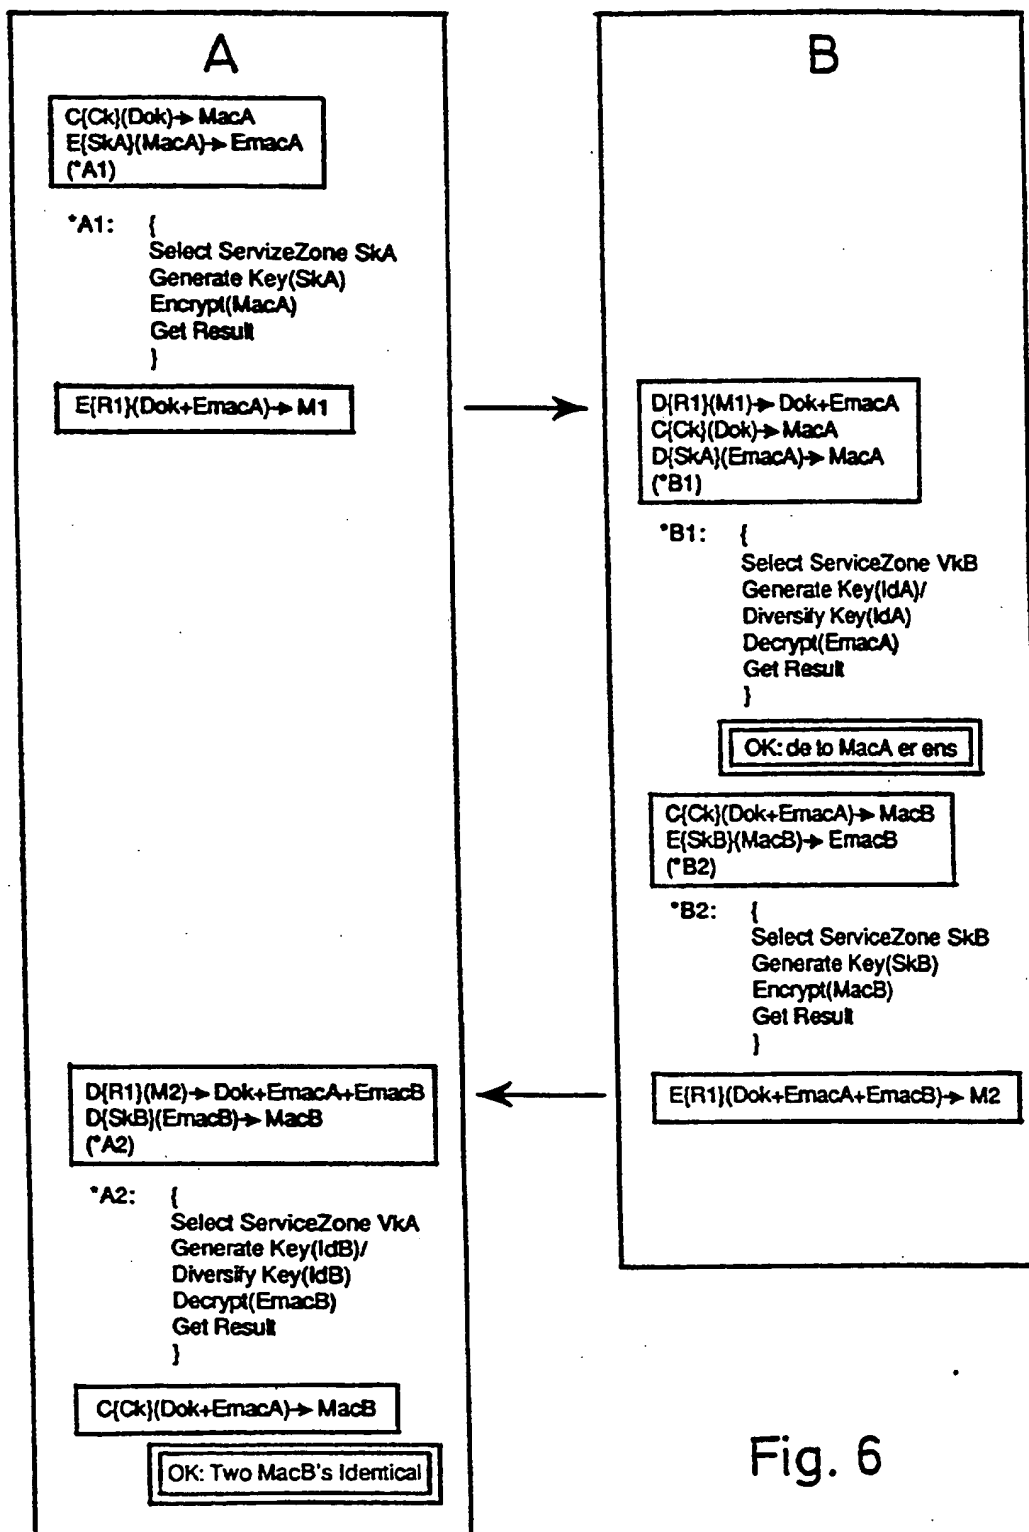 A
C{Ck}(Dok)→ MacA
E{SkA}(MacA)→ EmacA
(*A1)
*A1: {
Select ServizeZone SkA
Generate Key(SkA)
Encrypt(MacA)
Get Result
}
E{R1}(Dok+EmacA)→ M1
B
D{R1}(M1)→ Dok+EmacA
C{Ck}(Dok)→ MacA
D{SkA}(EmacA)→ MacA
(*B1)
*B1: {
Select ServiceZone VkB
Generate Key(IdA)/
Diversify Key(IdA)
Decrypt(EmacA)
Get Result
}
OK: de to MacA er ens
C{Ck}(Dok+EmacA)→ MacB
E{SkB}(MacB)→ EmacB
(*B2)
*B2: {
Select ServiceZone SkB
Generate Key(SkB)
Encrypt(MacB)
Get Result
}
E{R1}(Dok+EmacA+EmacB)→ M2
D{R1}(M2)→ Dok+EmacA+EmacB
D{SkB}(EmacB)→ MacB
(*A2)
*A2: {
Select ServiceZone VkA
Generate Key(IdB)/
Diversify Key(IdB)
Decrypt(EmacB)
Get Result
}
C{Ck}(Dok+EmacA)→ MacB
OK: Two MacB's Identical
Fig. 6